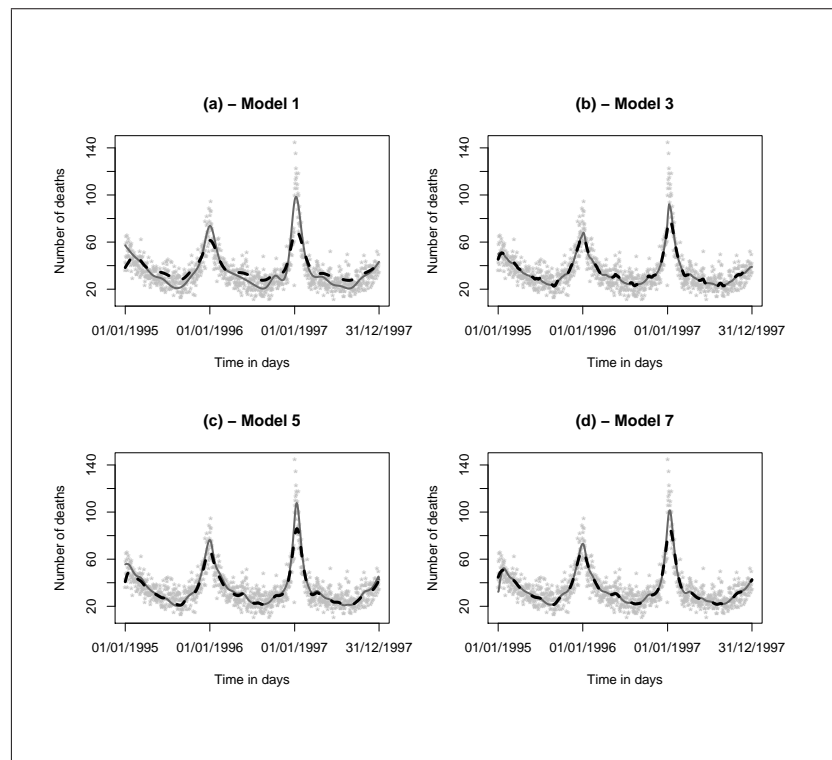 (a) – Model 1
Number of deaths
20 60 100 140
01/01/1995 01/01/1996 01/01/1997 31/12/1997
Time in days
(b) – Model 3
Number of deaths
20 60 100 140
01/01/1995 01/01/1996 01/01/1997 31/12/1997
Time in days
(c) – Model 5
Number of deaths
20 60 100 140
01/01/1995 01/01/1996 01/01/1997 31/12/1997
Time in days
(d) – Model 7
Number of deaths
20 60 100 140
01/01/1995 01/01/1996 01/01/1997 31/12/1997
Time in days